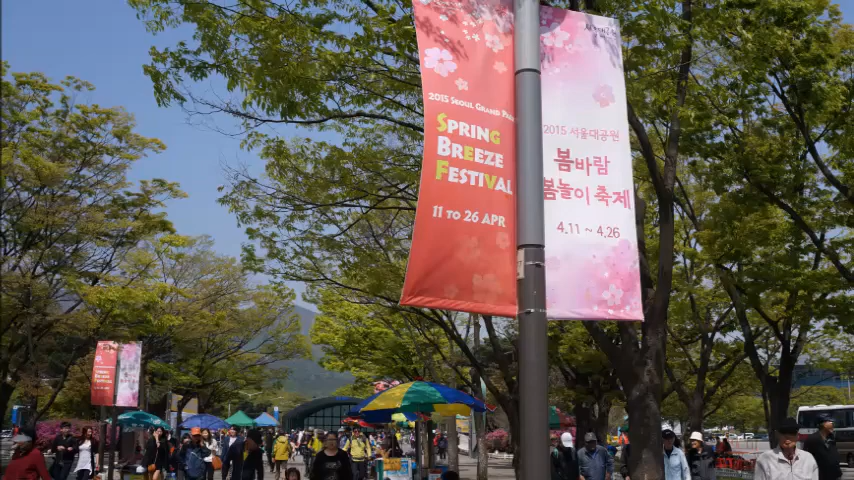 2015 SEOUL GRAND PARK
SPRING
BREEZE
FESTIVAL
11 TO 26 APR
2015 서울대공원
봄바람
봄놀이 축제
4.11 ~ 4.26